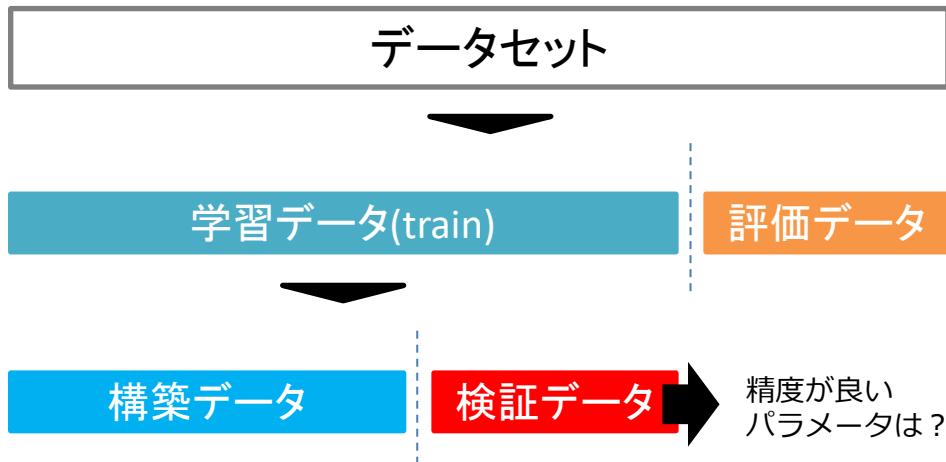 データセット
学習データ(train)
評価データ
構築データ
検証データ
精度が良い
パラメータは？